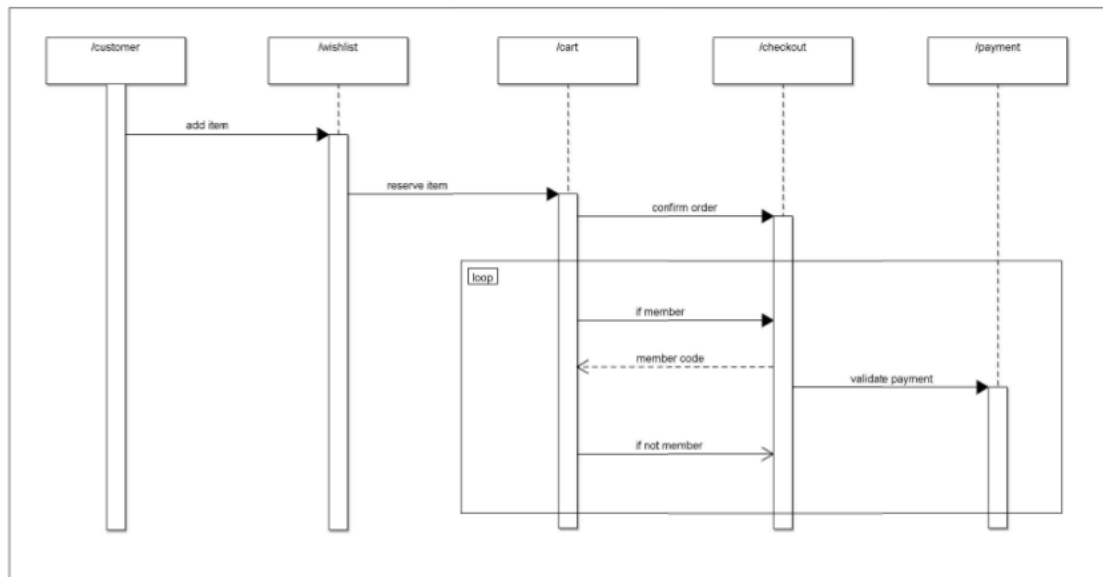 /customer
/wishlist
/cart
/checkout
/payment
add item
reserve item
confirm order
loop
if member
member code
validate payment
if not member